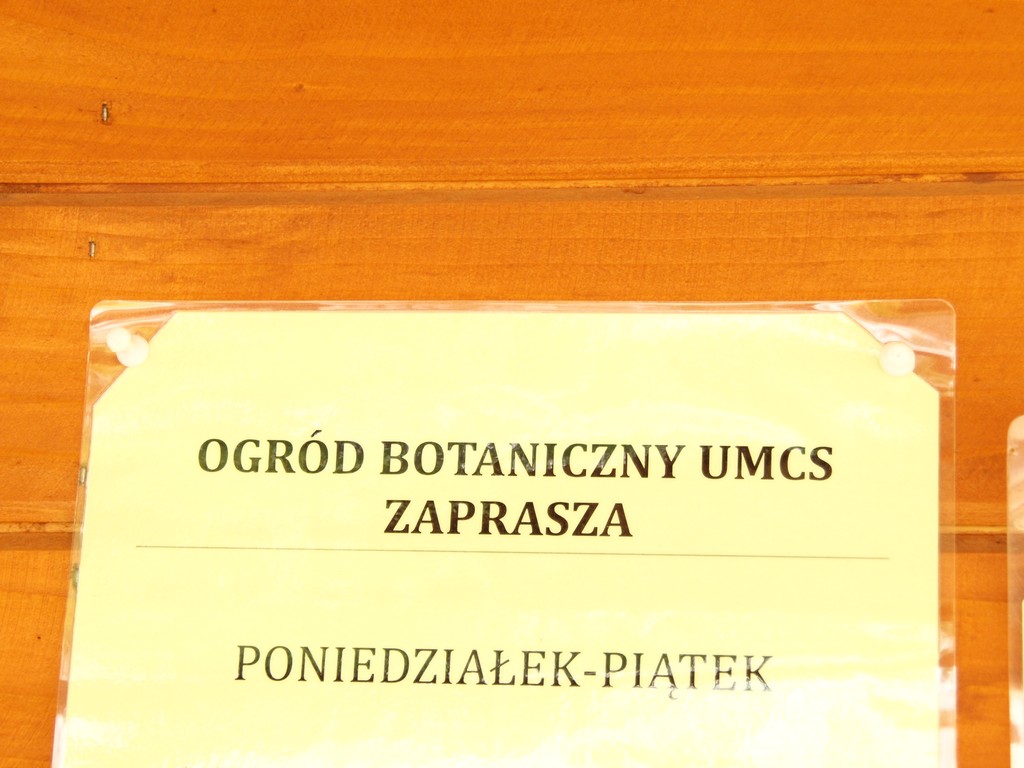 OGRÓD BOTANICZNY UMCS
ZAPRASZA
PONIEDZIAŁEK-PIĄTEK